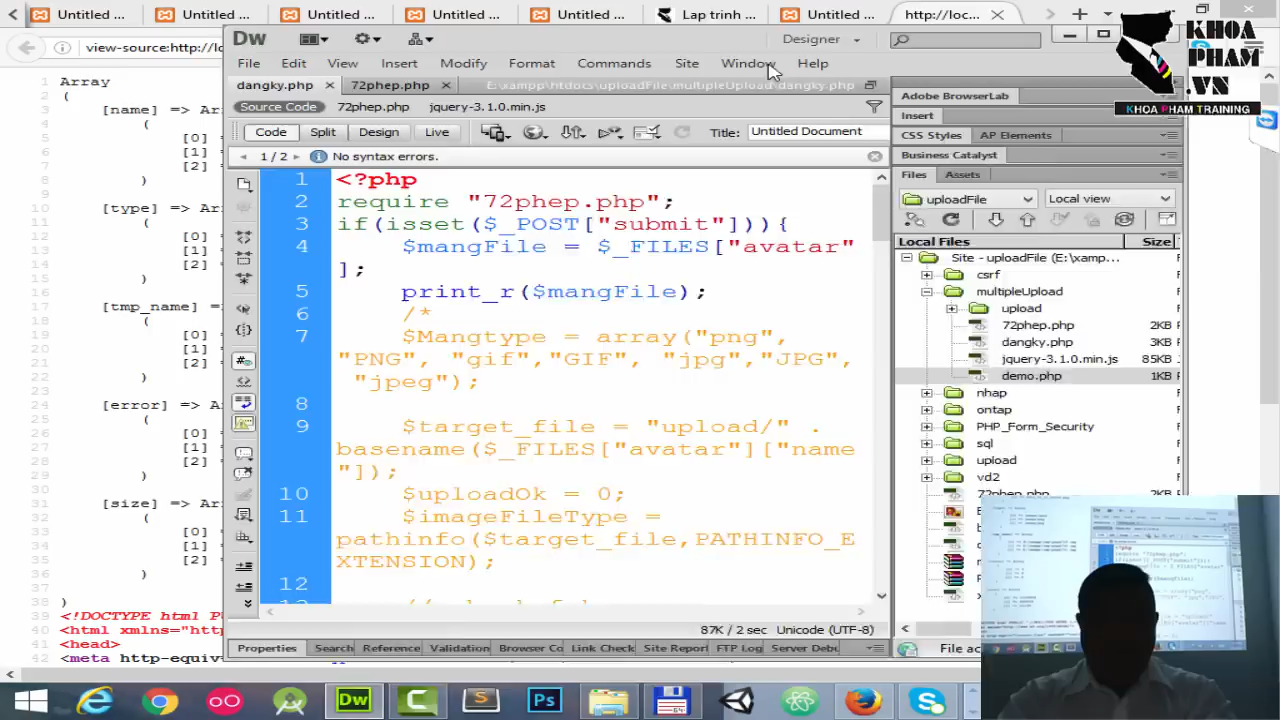 Untitled ...
Untitled ...
Untitled ...
Untitled ...
Untitled ...
Lap trim ...
Untitled ...
http://loc...
view-source:http://lo
Dw
Designer
File Edit View Insert Modify Format Commands Site Window Help
dangky.php
72phep.php
E:\xampp\htdocs\uploadFile\multipleUpload\dangky.php
Source Code 72phep.php jquery-3.1.0.min.js
Code Split Design Live Title: Untitled Document
1 / 2 No syntax errors.
1 <?php
2 require "72phep.php";
3 if(isset($_POST["submit"])){
4 $mangFile = $_FILES["avatar"
];
5 print_r($mangFile);
6 /*
7 $Mangtype = array("png",
"PNG", "gif","GIF", "jpg","JPG",
"jpeg");
8
9 $target_file = "upload/" .
basename($_FILES["avatar"]["name
"]);
10 $uploadOk = 0;
11 $imageFileType =
pathinfo($target_file,PATHINFO_E
XTENSION);
12
87K / 2 sec Unicode (UTF-8)
Properties Search Reference Validation Browser Co Link Check Site Report FTP Log Server Debu
1 Array
2 (
3 [name] => Ar
4 (
5 [0]
6 [1]
7 [2]
8 )
9
10 [type] => Ar
11 (
12 [0]
13 [1]
14 [2]
15 )
16
17 [tmp_name] =
18 (
19 [0]
20 [1]
21 [2]
22 )
23
24 [error] => A
25 (
26 [0]
27 [1]
28 [2]
29 )
30
31 [size] => Ar
32 (
33 [0]
34 [1]
35 [2]
36 )
37
38 )
39 <!DOCTYPE html P
40 <html xmlns="http
41 <head>
42 <meta http-equiv
KHOA
PHAM
.VN
KHOA PHAM TRAINING
Adobe BrowserLab
Insert
CSS Styles AP Elements
Business Catalyst
Files Assets
uploadFile Local view
Local Files Size
Site - uploadFile (E:\xamp...
csrf
multipleUpload
upload
72phep.php 2KB
dangky.php 3KB
jquery-3.1.0.min.js 85KB
demo.php 1KB
nhap
ontap
PHP_Form_Security
sql
upload
vd2
72phep.php 2KB
File ac
Dw
Ps